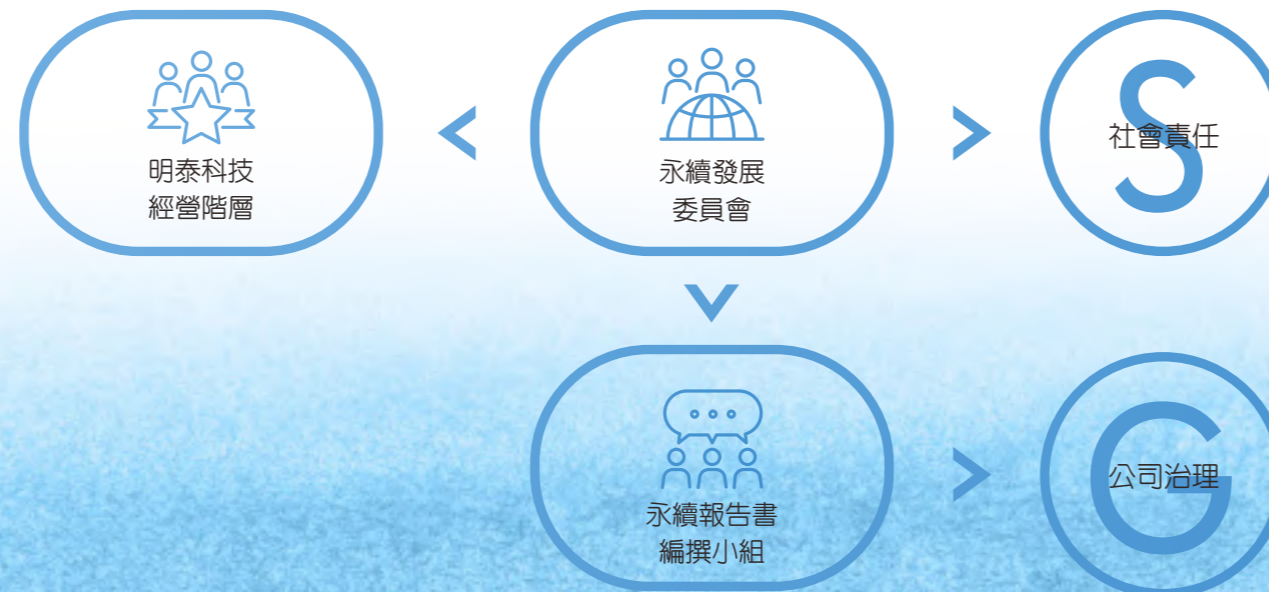 明泰科技
經營階層
永續發展
委員會
S
社會責任
永續報告書
編撰小組
G
公司治理